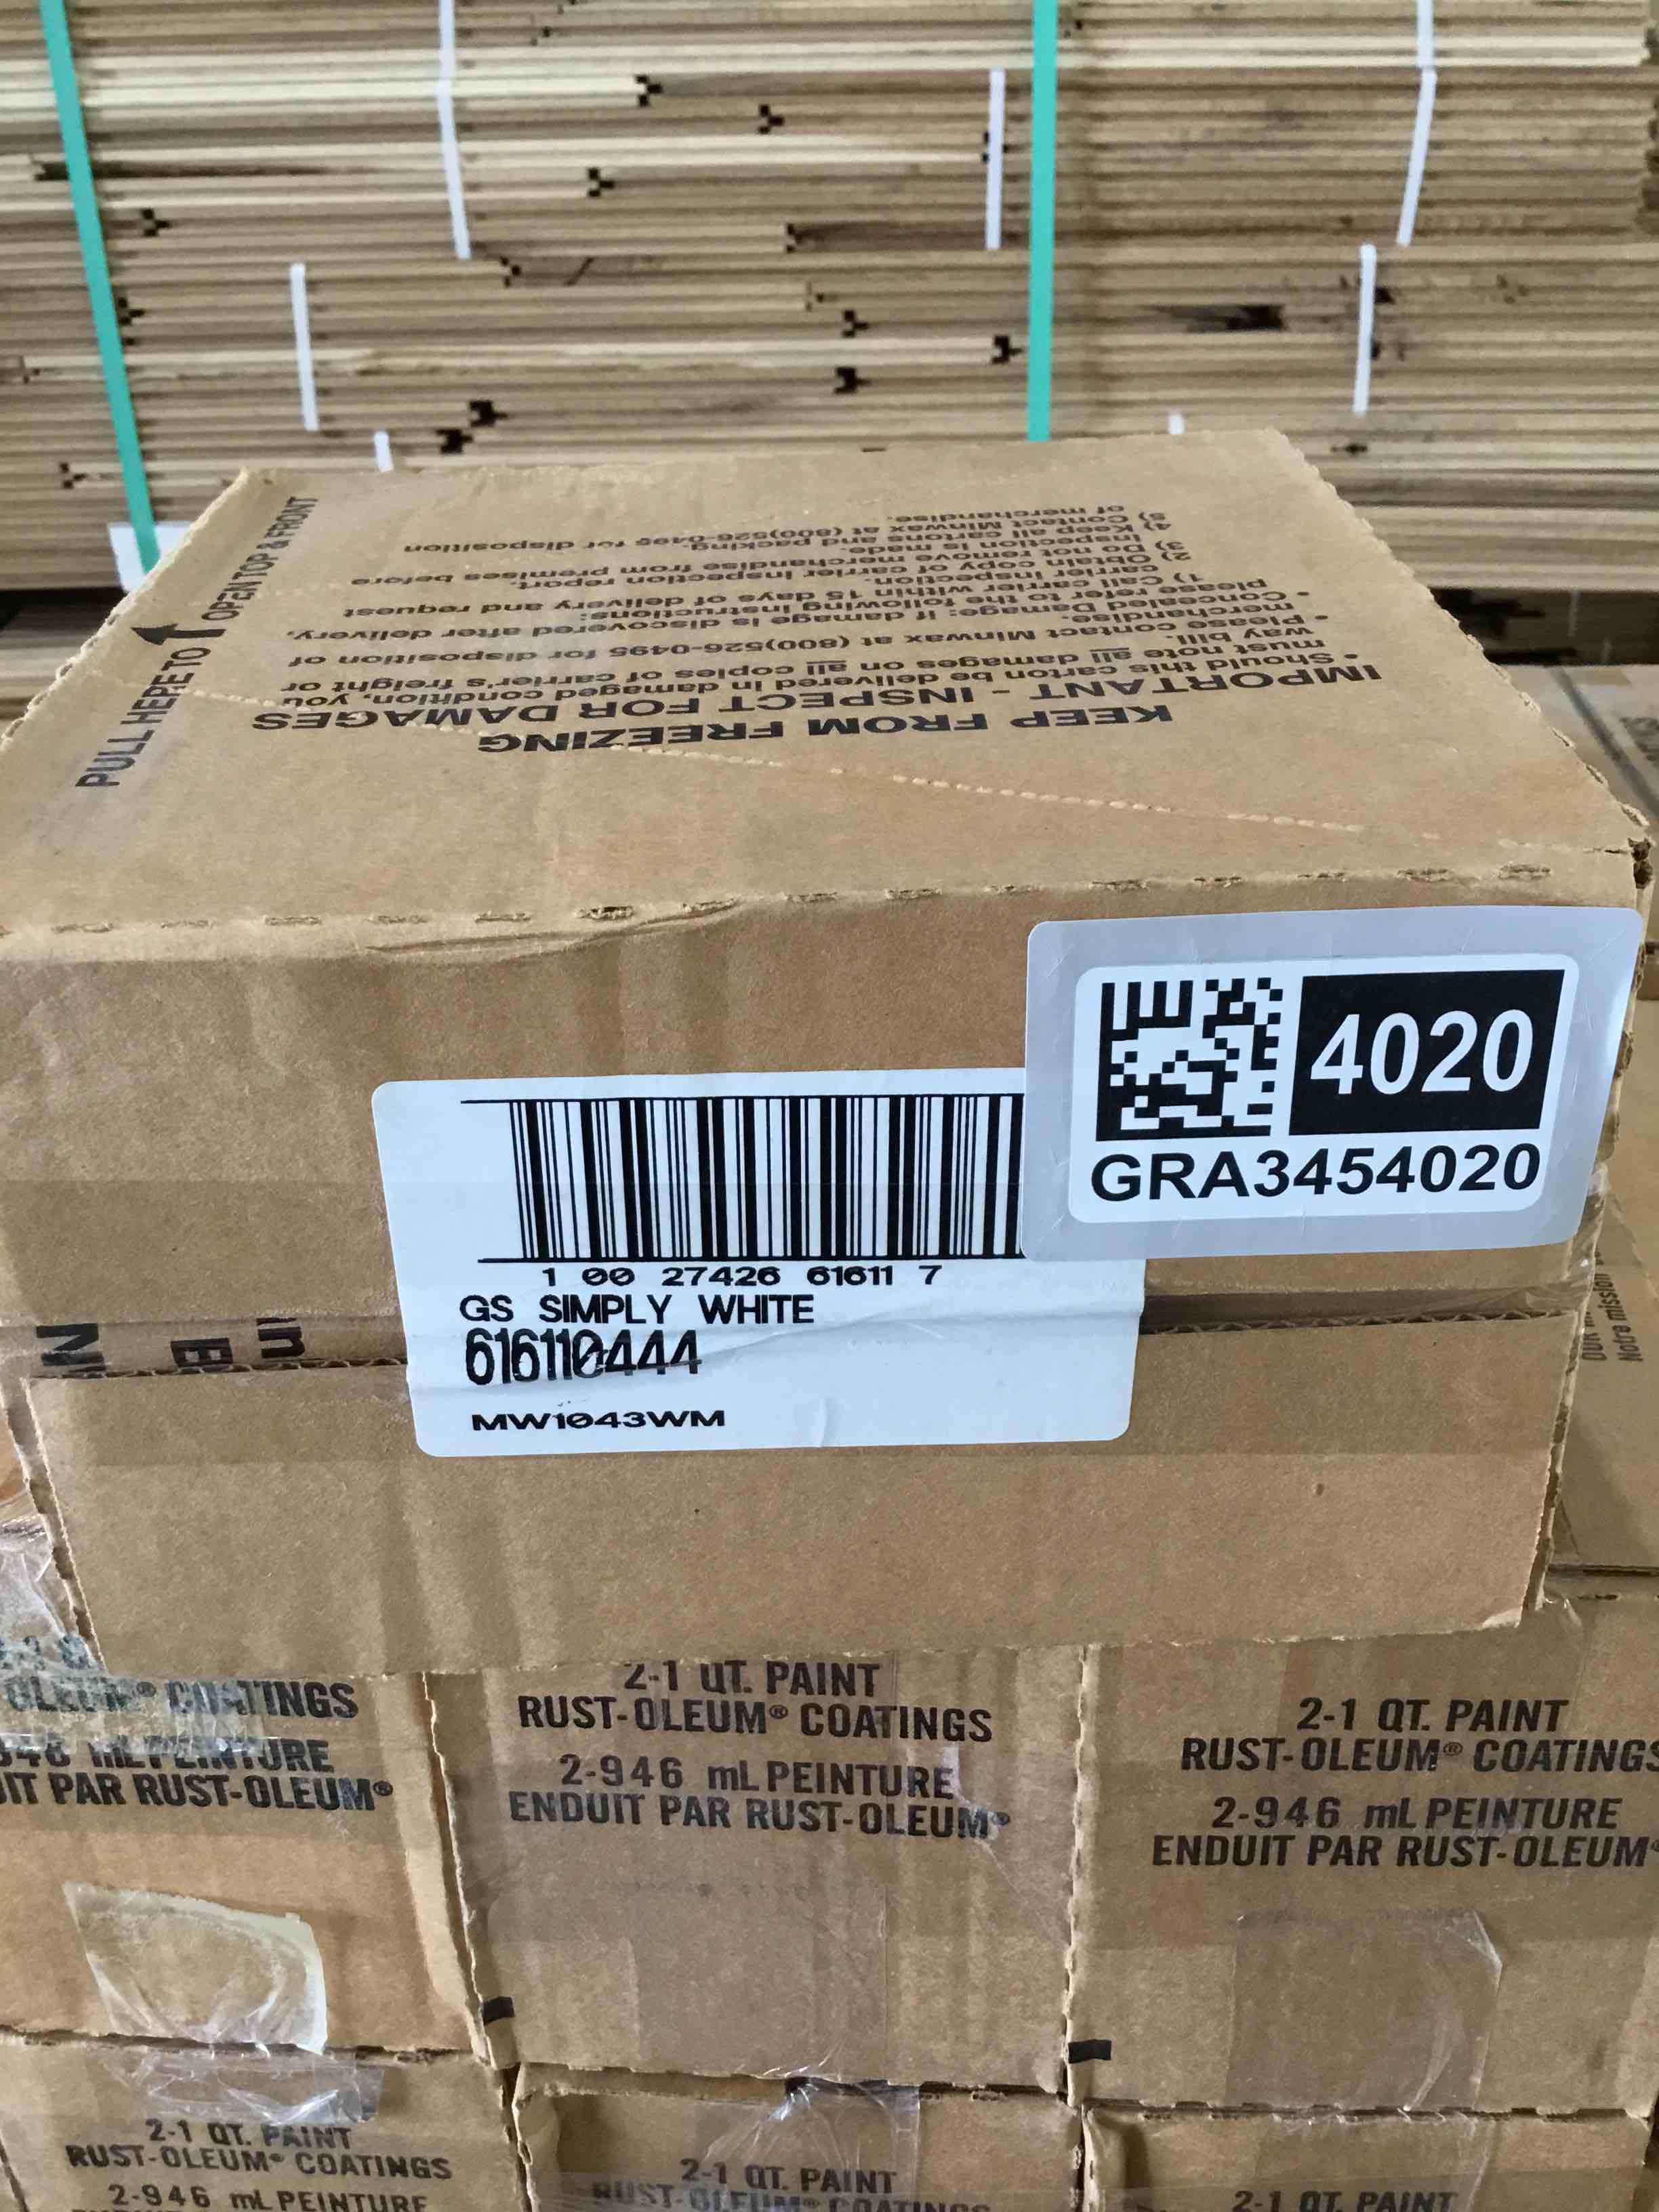 PULL HERE TO OPEN TOP & FRONT
KEEP FROM FREEZING
IMPORTANT - INSPECT FOR DAMAGES
• Should this carton be delivered in damaged condition, you
must note all damages on all copies of carrier's freight or
way bill.
• Please contact Minwax at (800)526-0495 for disposition of
merchandise.
• Concealed Damage: If damage is discovered after delivery,
please refer to the following instructions:
1) Call carrier within 15 days of delivery and request
carrier inspection.
2) Obtain copy of carrier inspection report.
3) Do not remove merchandise from premises before
inspection is made.
4) Keep all cartons and packing.
5) Contact Minwax at (800)526-0495 for disposition
of merchandise.
4020
GRA3454020
1 00 27426 61611 7
GS SIMPLY WHITE
616110444
MW1043WM
Notre mission
COATINGS
PEINTURE
PAR RUST-OLEUM®
2-1 QT. PAINT
RUST-OLEUM® COATINGS
2-946 mL PEINTURE
ENDUIT PAR RUST-OLEUM®
2-1 QT. PAINT
RUST-OLEUM® COATINGS
2-946 mL PEINTURE
ENDUIT PAR RUST-OLEUM
2-1 QT. PAINT
RUST-OLEUM® COATINGS
2-946 mL PEINTURE
2-1 QT. PAINT
RUST-OLEUM® COATINGS
2-1 QT. PAINT